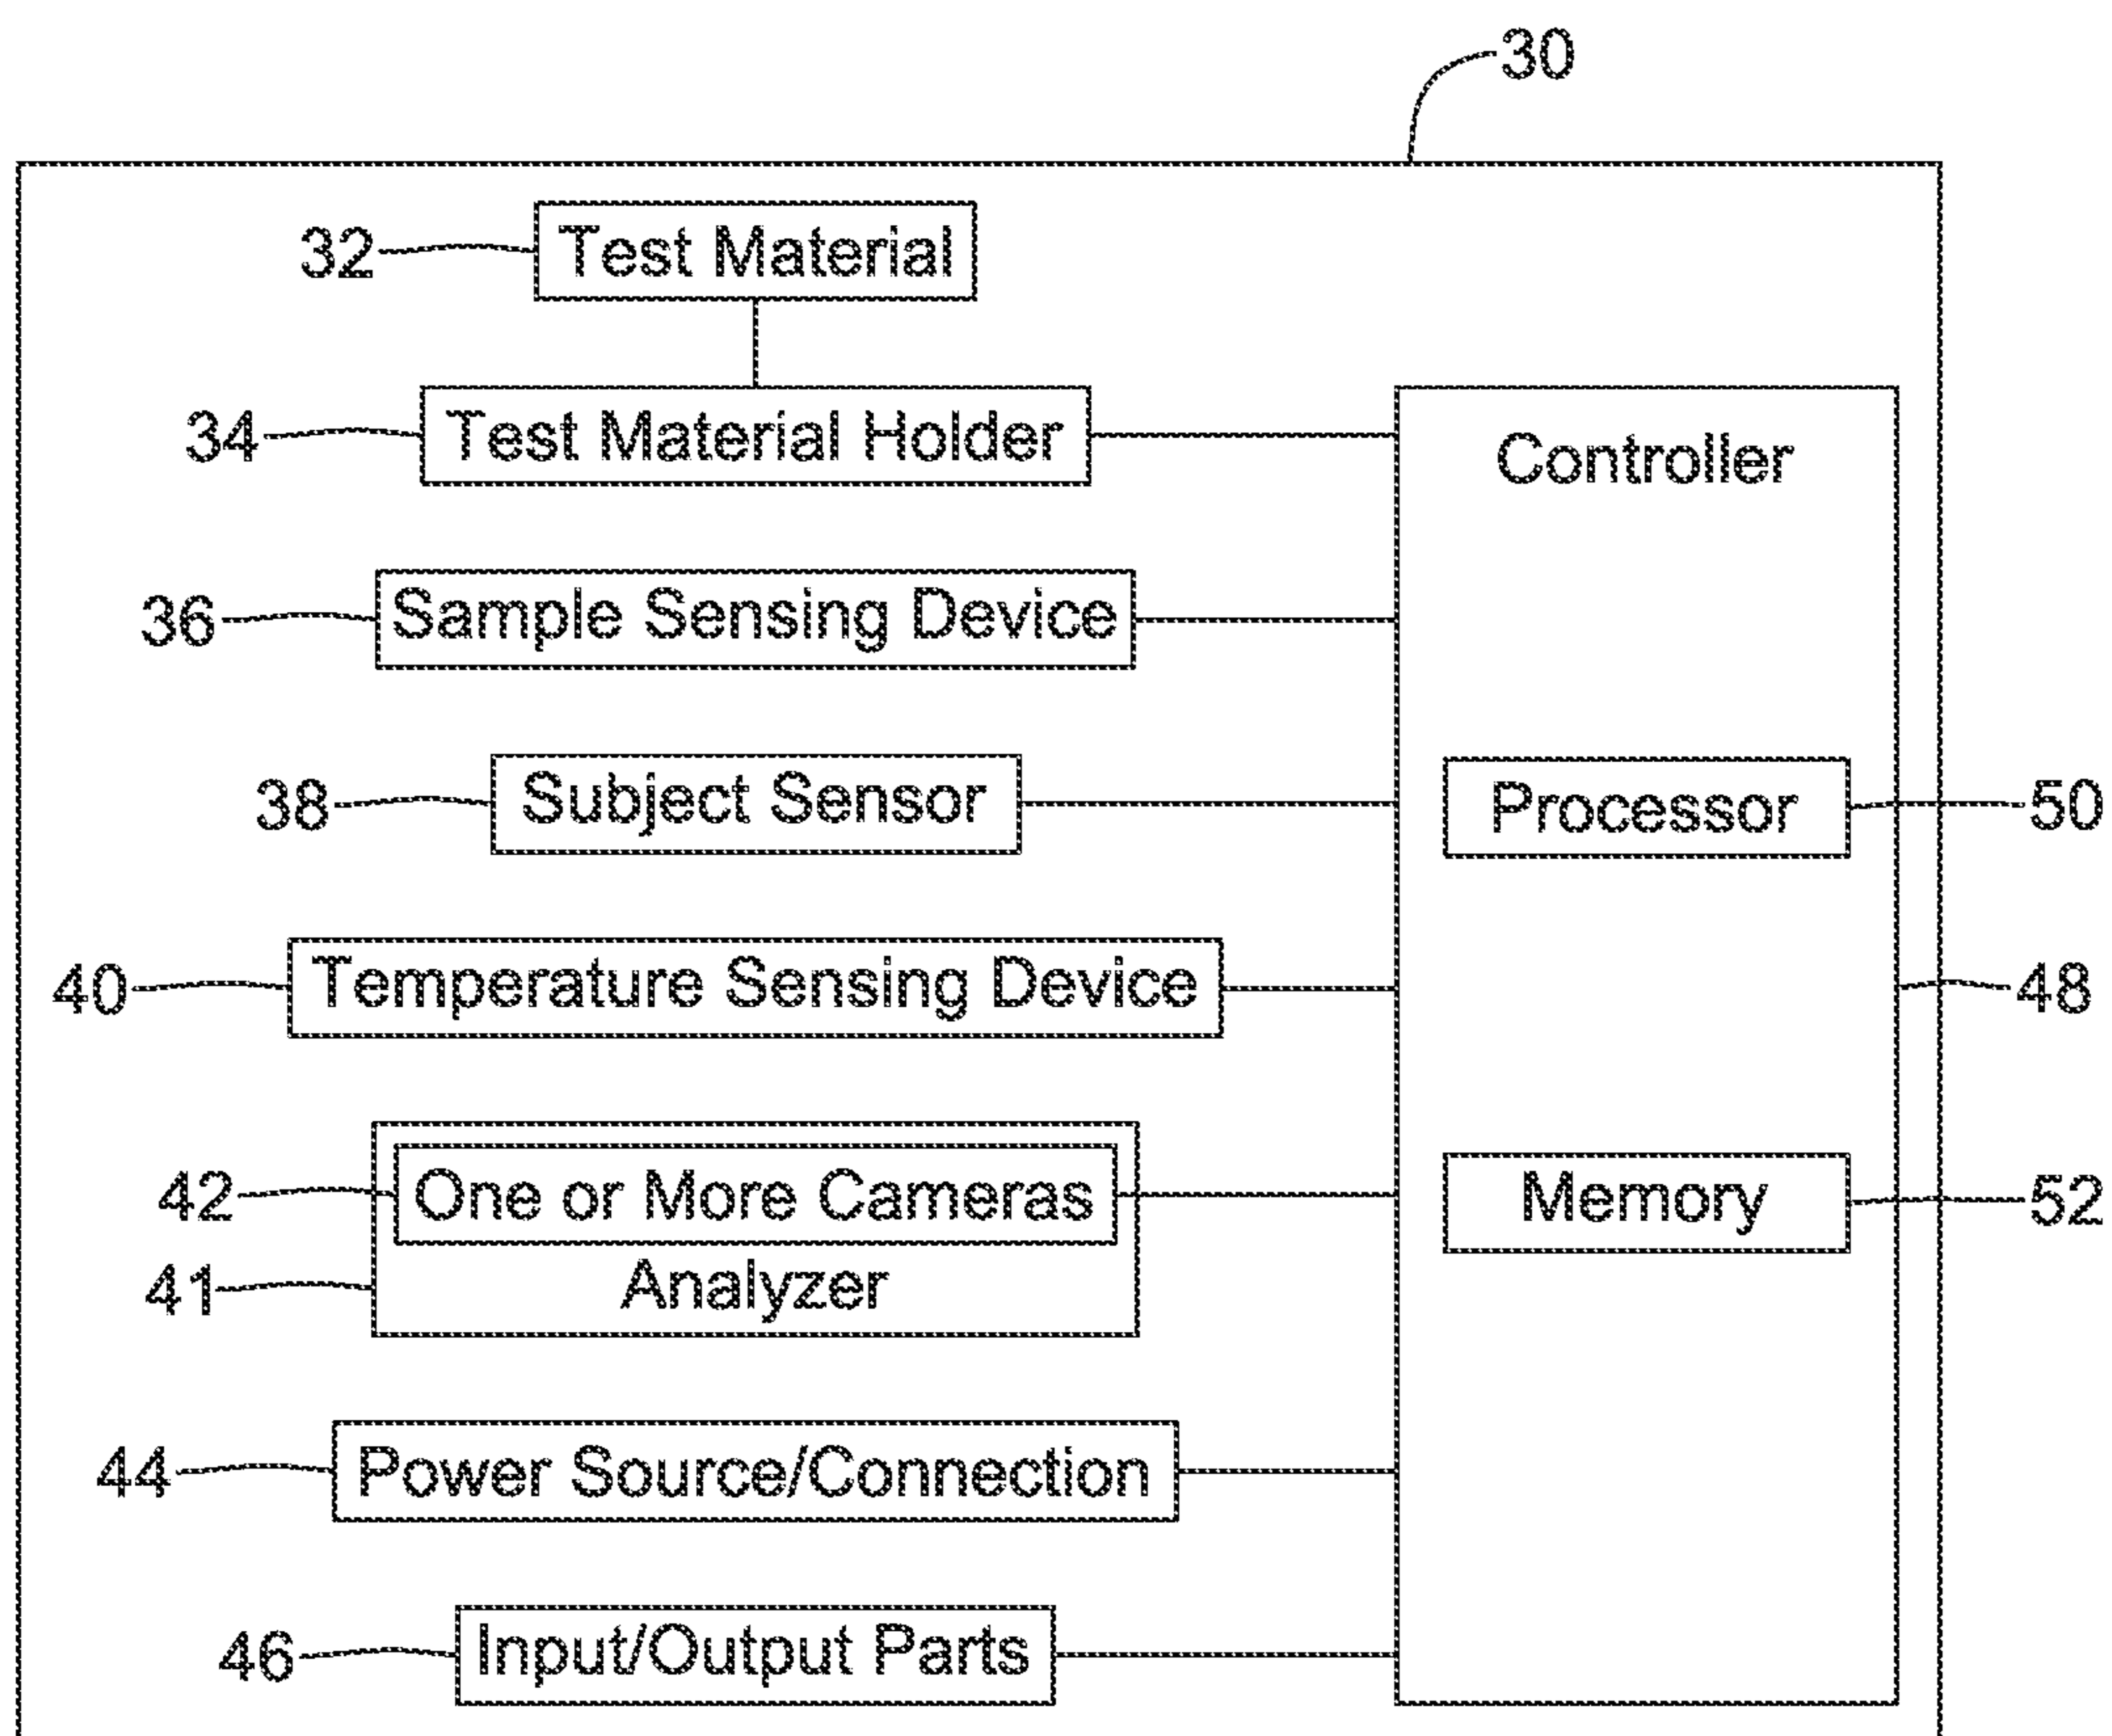 30
32 Test Material
34 Test Material Holder
Controller
36 Sample Sensing Device
38 Subject Sensor
Processor 50
40 Temperature Sensing Device
48
42 One or More Cameras
Memory 52
41 Analyzer
44 Power Source/Connection
46 Input/Output Parts